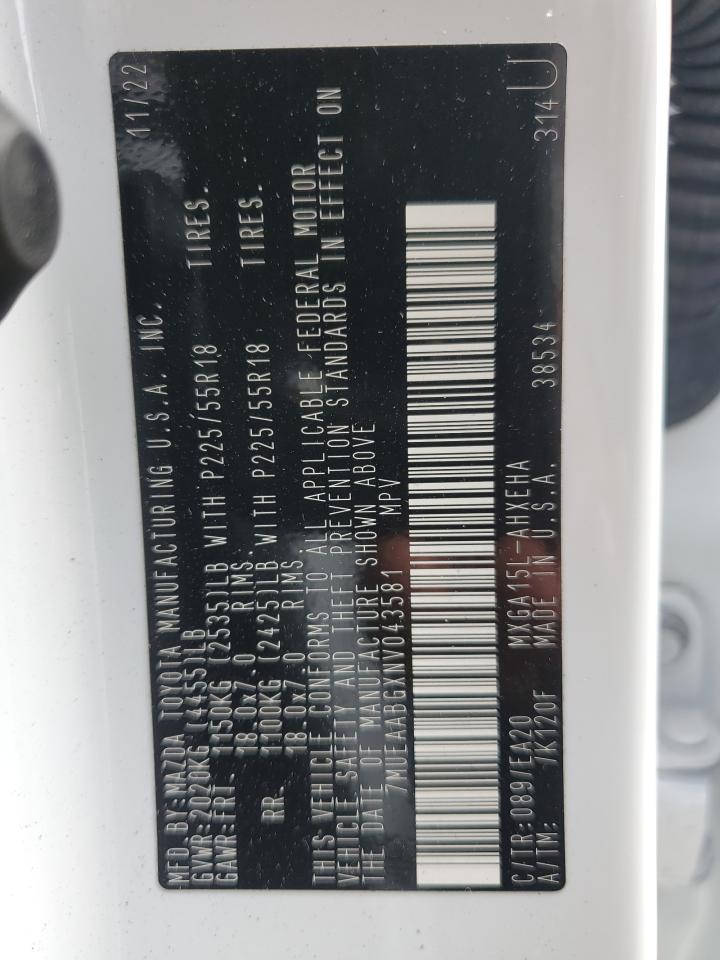 11/22
MFD.BY:MAZDA TOYOTA MANUFACTURING U.S.A. INC.
GVWR:2020KG (4455)LB
GAWR:FRT. 1150KG (2535)LB WITH P225/55R18 TIRES.
18.0x7.0 RIMS.
RR. 1100KG (2425)LB WITH P225/55R18 TIRES.
18.0x7.0 RIMS.
THIS VEHICLE CONFORMS TO ALL APPLICABLE FEDERAL MOTOR
VEHICLE SAFETY AND THEFT PREVENTION STANDARDS IN EFFECT ON
THE DATE OF MANUFACTURE SHOWN ABOVE
7MUEAABGXNV043581 MPV
C/TR:089/EA20 MXGA15L-AHXEHA
A/TM: /K120F MADE IN U.S.A. 38534 314 U